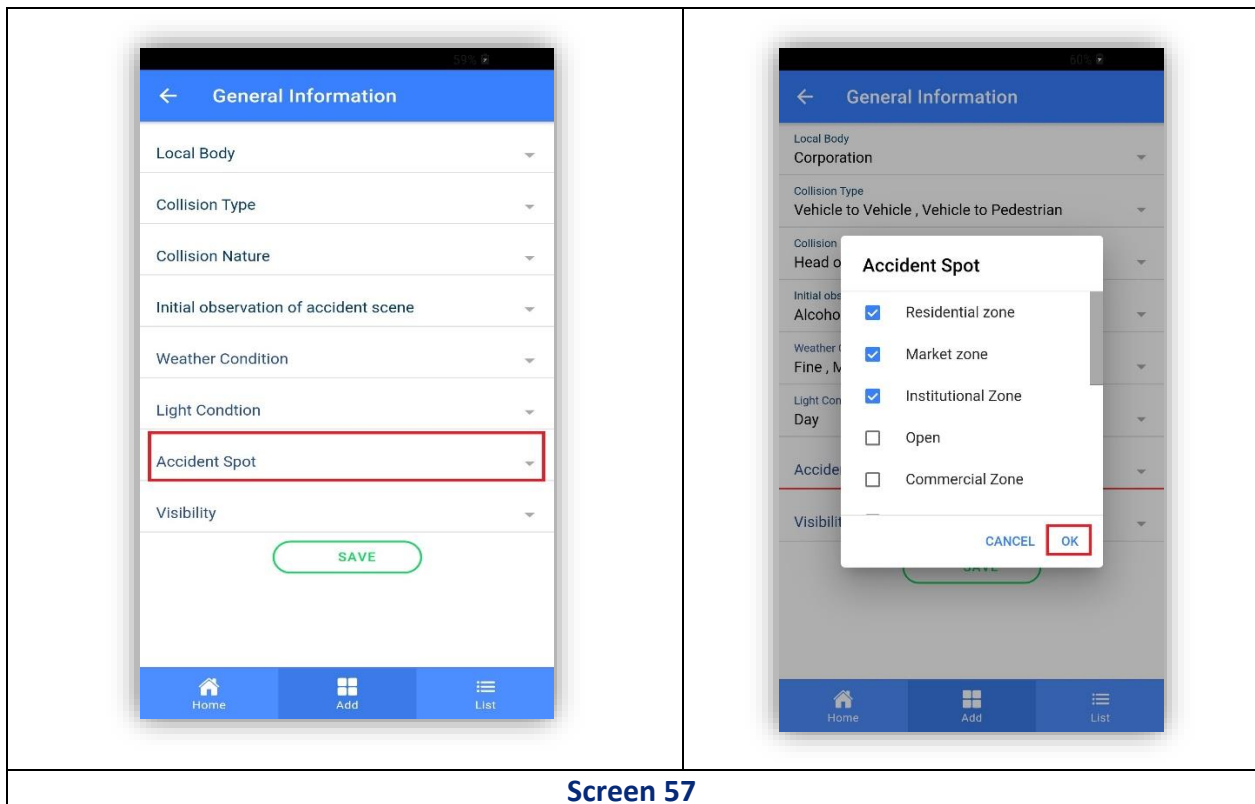 59%
General Information
Local Body
Collision Type
Collision Nature
Initial observation of accident scene
Weather Condition
Light Condtion
Accident Spot
Visibility
SAVE
Home Add List
60%
General Information
Local Body
Corporation
Collision Type
Vehicle to Vehicle , Vehicle to Pedestrian
Collision
Head o
Initial obs
Alcoho
Weather
Fine , M
Light Con
Day
Accide
Visibilit
Accident Spot
Residential zone
Market zone
Institutional Zone
Open
Commercial Zone
CANCEL OK
SAVE
Home Add List
Screen 57